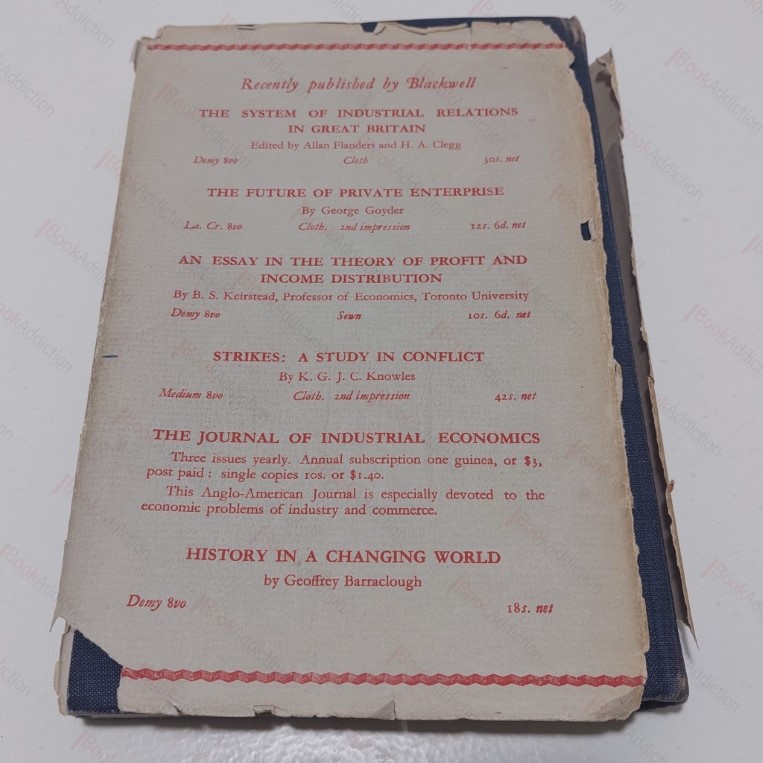 Recently published by Blackwell
THE SYSTEM OF INDUSTRIAL RELATIONS
IN GREAT BRITAIN
Edited by Allan Flanders and H. A. Clegg
Demy 8vo Cloth 30s. net
THE FUTURE OF PRIVATE ENTERPRISE
By George Goyder
La. Cr. 8vo Cloth. 2nd impression 12s. 6d. net
AN ESSAY IN THE THEORY OF PROFIT AND
INCOME DISTRIBUTION
By B. S. Keirstead, Professor of Economics, Toronto University
Demy 8vo Sewn 10s. 6d. net
STRIKES: A STUDY IN CONFLICT
By K. G. J. C. Knowles
Medium 8vo Cloth. 2nd impression 42s. net
THE JOURNAL OF INDUSTRIAL ECONOMICS
Three issues yearly. Annual subscription one guinea, or $3,
post paid: single copies 10s. or $1.40.
This Anglo-American Journal is especially devoted to the
economic problems of industry and commerce.
HISTORY IN A CHANGING WORLD
by Geoffrey Barraclough
Demy 8vo 18s. net
BookAddiction